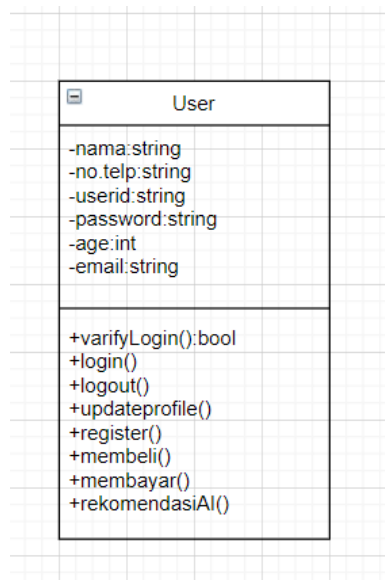 User
-nama:string
-no.telp:string
-userid:string
-password:string
-age:int
-email:string
+varifyLogin():bool
+login()
+logout()
+updateprofile()
+register()
+membeli()
+membayar()
+rekomendasiAI()